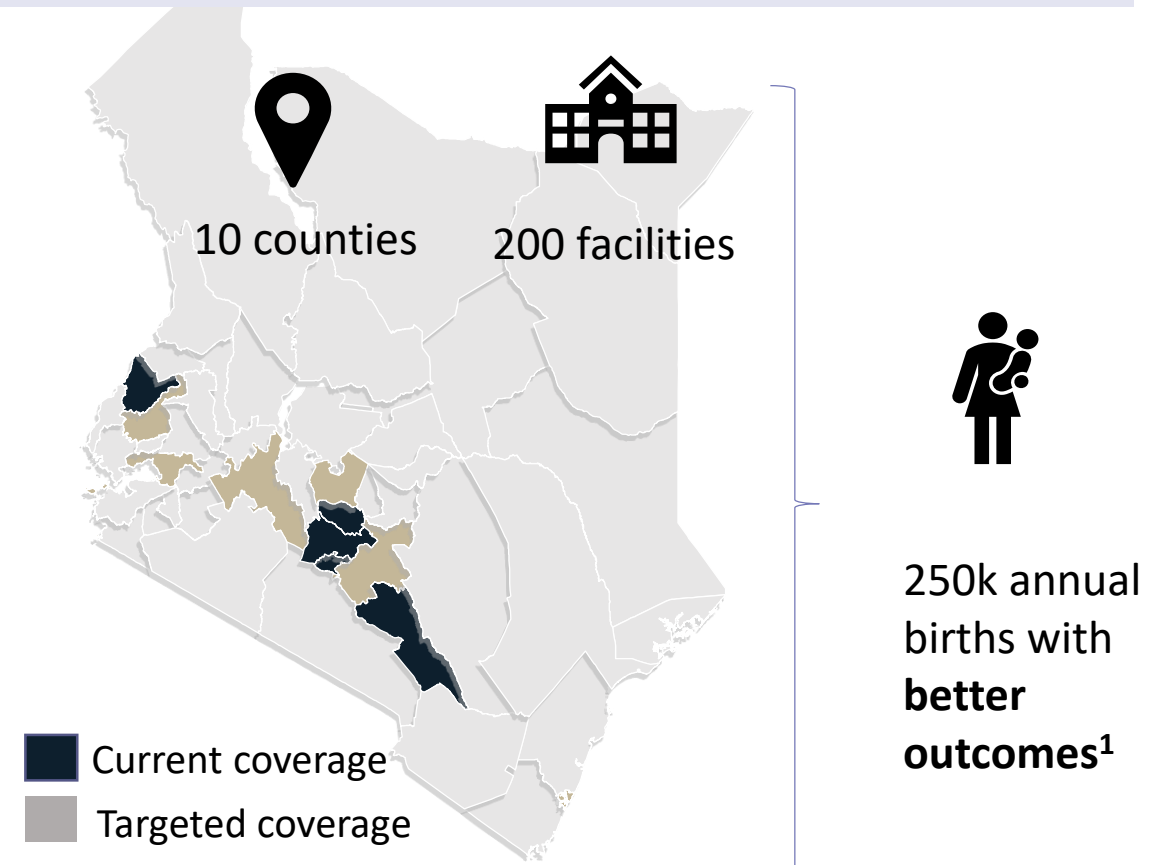 10 counties
200 facilities
250k annual
births with
better
outcomes¹
Current coverage
Targeted coverage